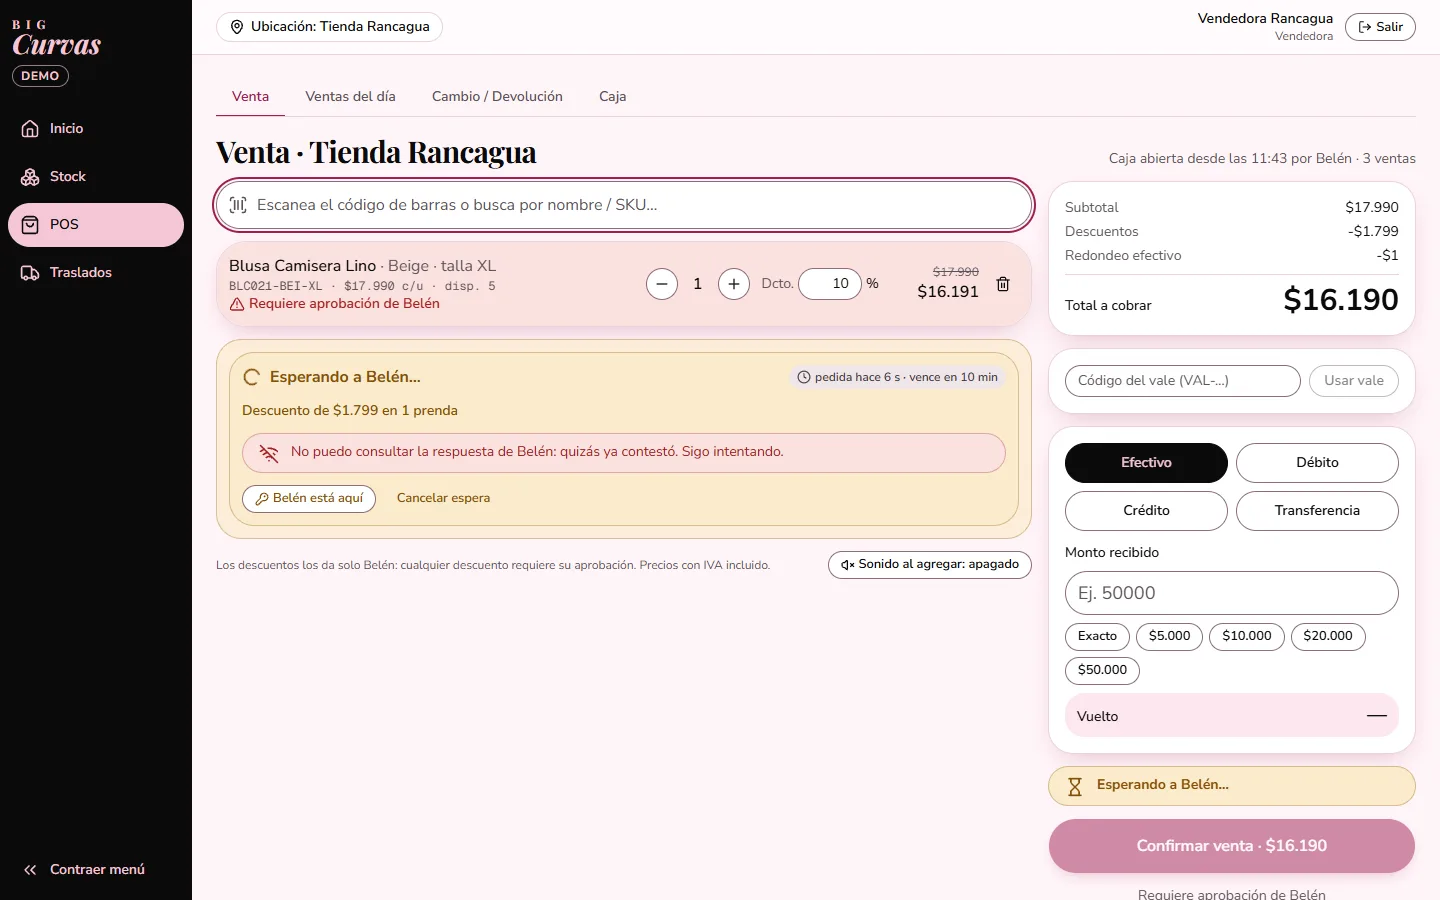 BIG
Curvas
DEMO
Inicio
Stock
POS
Traslados
Contraer menú
Ubicación: Tienda Rancagua
Vendedora Rancagua
Vendedora
Salir
Venta
Ventas del día
Cambio / Devolución
Caja
Venta · Tienda Rancagua
Caja abierta desde las 11:43 por Belén · 3 ventas
Escanea el código de barras o busca por nombre / SKU...
Blusa Camisera Lino · Beige · talla XL
BLC021-BEI-XL · $17.990 c/u · disp. 5
Requiere aprobación de Belén
1
Dcto. 10 %
$17.990
$16.191
Esperando a Belén...
pedida hace 6 s · vence en 10 min
Descuento de $1.799 en 1 prenda
No puedo consultar la respuesta de Belén: quizás ya contestó. Sigo intentando.
Belén está aquí
Cancelar espera
Los descuentos los da solo Belén: cualquier descuento requiere su aprobación. Precios con IVA incluido.
Sonido al agregar: apagado
Subtotal $17.990
Descuentos -$1.799
Redondeo efectivo -$1
Total a cobrar $16.190
Código del vale (VAL-...)
Usar vale
Efectivo
Débito
Crédito
Transferencia
Monto recibido
Ej. 50000
Exacto
$5.000
$10.000
$20.000
$50.000
Vuelto —
Esperando a Belén...
Confirmar venta · $16.190
Requiere aprobación de Belén